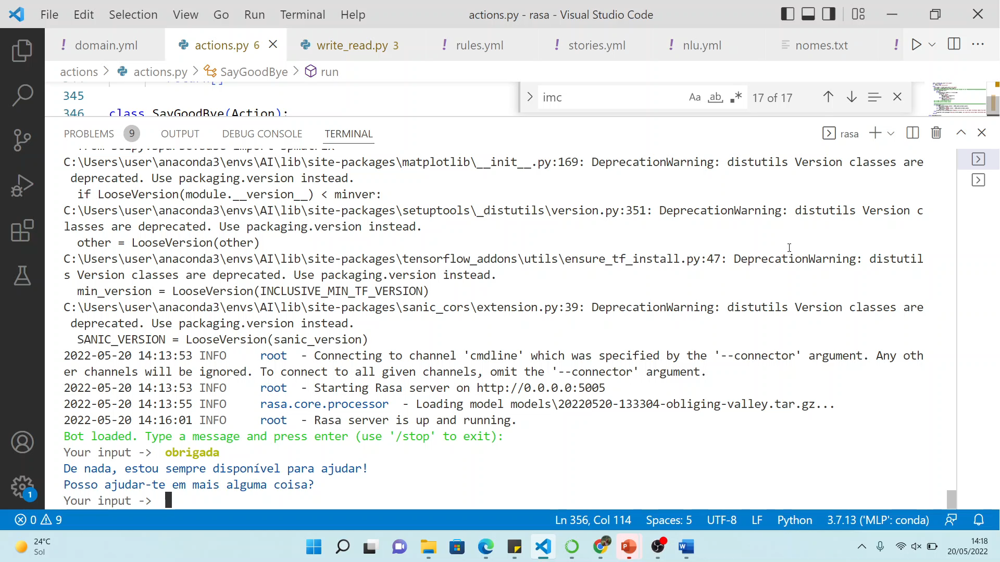 File Edit Selection View Go Run Terminal Help actions.py - rasa - Visual Studio Code
! domain.yml actions.py 6 write_read.py 3 ! rules.yml ! stories.yml ! nlu.yml nomes.txt !
actions > actions.py > SayGoodBye > run
345
346 class SayGoodBye(Action):
imc Aa ab 17 of 17
PROBLEMS 9 OUTPUT DEBUG CONSOLE TERMINAL rasa
from scipy.sparse.base import spmatrix
C:\Users\user\anaconda3\envs\AI\lib\site-packages\matplotlib\__init__.py:169: DeprecationWarning: distutils Version classes are
deprecated. Use packaging.version instead.
if LooseVersion(module.__version__) < minver:
C:\Users\user\anaconda3\envs\AI\lib\site-packages\setuptools\_distutils\version.py:351: DeprecationWarning: distutils Version c
lasses are deprecated. Use packaging.version instead.
other = LooseVersion(other)
C:\Users\user\anaconda3\envs\AI\lib\site-packages\tensorflow_addons\utils\ensure_tf_install.py:47: DeprecationWarning: distutil
s Version classes are deprecated. Use packaging.version instead.
min_version = LooseVersion(INCLUSIVE_MIN_TF_VERSION)
C:\Users\user\anaconda3\envs\AI\lib\site-packages\sanic_cors\extension.py:39: DeprecationWarning: distutils Version classes are
deprecated. Use packaging.version instead.
SANIC_VERSION = LooseVersion(sanic_version)
2022-05-20 14:13:53 INFO root - Connecting to channel 'cmdline' which was specified by the '--connector' argument. Any oth
er channels will be ignored. To connect to all given channels, omit the '--connector' argument.
2022-05-20 14:13:53 INFO root - Starting Rasa server on http://0.0.0.0:5005
2022-05-20 14:13:55 INFO rasa.core.processor - Loading model models\20220520-133304-obliging-valley.tar.gz...
2022-05-20 14:16:01 INFO root - Rasa server is up and running.
Bot loaded. Type a message and press enter (use '/stop' to exit):
Your input -> obrigada
De nada, estou sempre disponível para ajudar!
Posso ajudar-te em mais alguma coisa?
Your input ->
1
0 9 Ln 356, Col 114 Spaces: 5 UTF-8 LF Python 3.7.13 ('MLP': conda)
24°C
Sol
14:18
20/05/2022